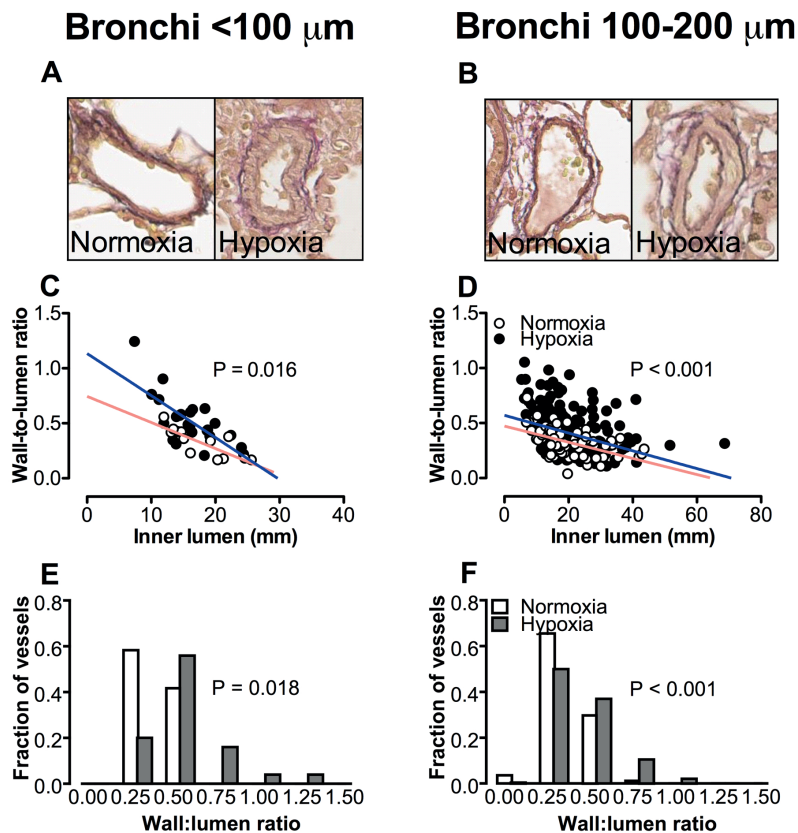 Bronchi <100 μm
Bronchi 100-200 μm
A
Normoxia
Hypoxia
B
Normoxia
Hypoxia
C
Wall-to-lumen ratio
1.5
1.0
0.5
0.0
P = 0.016
0 10 20 30 40
Inner lumen (mm)
D
Wall-to-lumen ratio
1.5
1.0
0.5
0.0
Normoxia
Hypoxia
P < 0.001
0 20 40 60 80
Inner lumen (mm)
E
Fraction of vessels
0.8
0.6
0.4
0.2
0.0
P = 0.018
0.00 0.25 0.50 0.75 1.00 1.25 1.50
Wall:lumen ratio
F
Fraction of vessels
0.8
0.6
0.4
0.2
0.0
Normoxia
Hypoxia
P < 0.001
0.00 0.25 0.50 0.75 1.00 1.25 1.50
Wall:lumen ratio